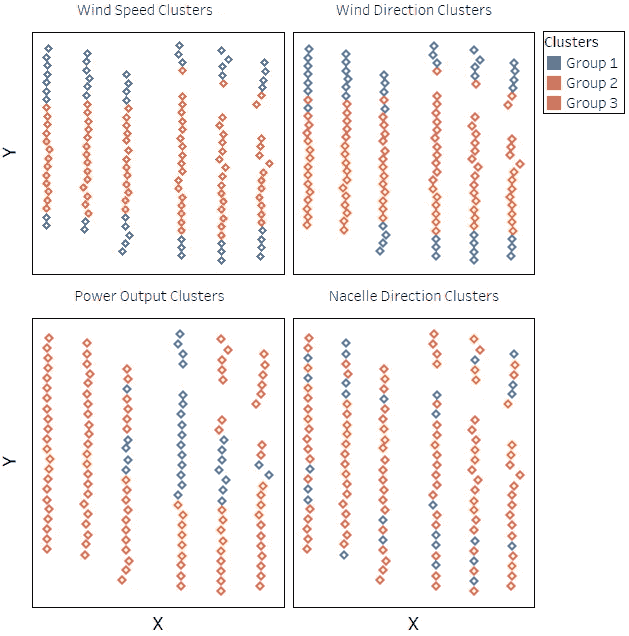 Wind Speed Clusters
Wind Direction Clusters
Clusters
Group 1
Group 2
Group 3
Y
Power Output Clusters
Nacelle Direction Clusters
Y
X
X